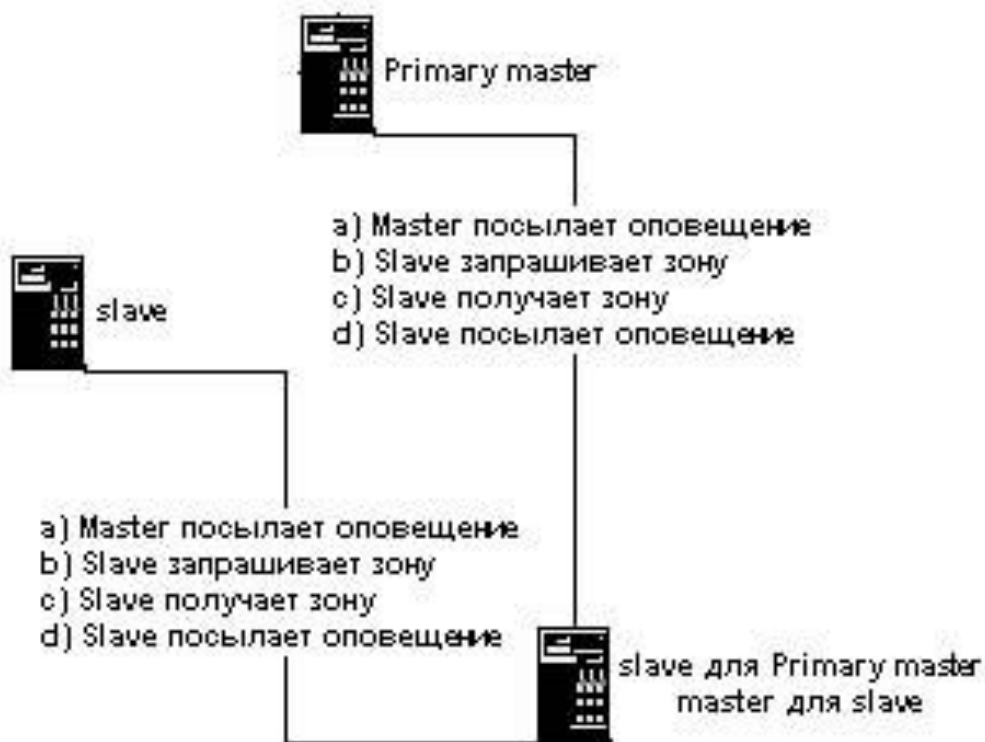 Primary master
a) Master посылает оповещение
b) Slave запрашивает зону
c) Slave получает зону
d) Slave посылает оповещение
slave
a) Master посылает оповещение
b) Slave запрашивает зону
c) Slave получает зону
d) Slave посылает оповещение
slave для Primary master
master для slave